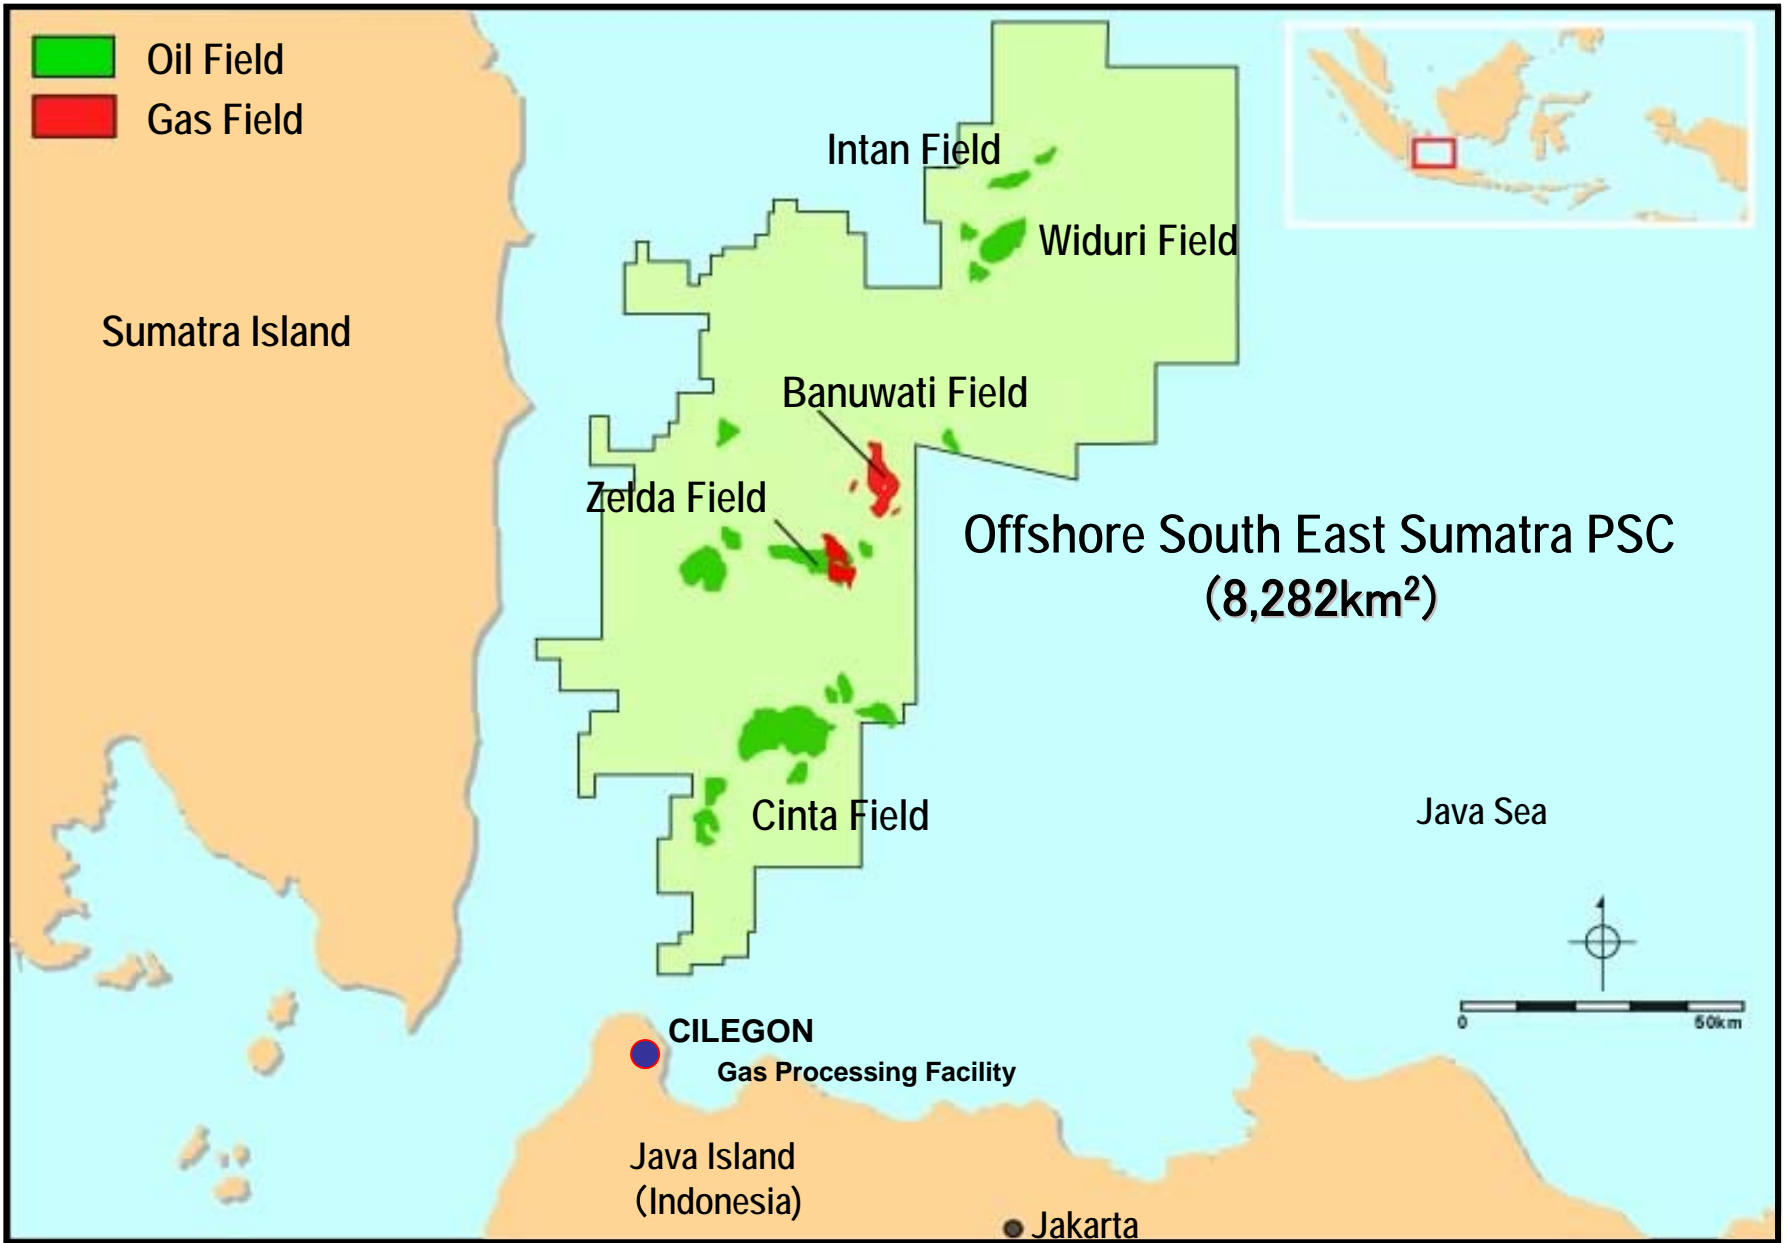 Oil Field
Gas Field
Intan Field
Widuri Field
Sumatra Island
Banuwati Field
Zelda Field
Offshore South East Sumatra PSC
(8,282km²)
Cinta Field
Java Sea
0 50km
CILEGON
Gas Processing Facility
Java Island
(Indonesia)
Jakarta